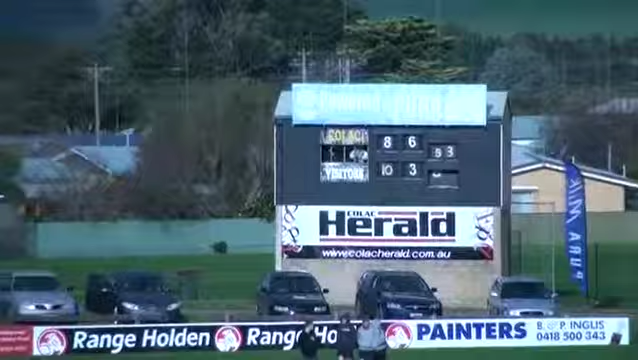 COLAC 8 6 53
VISITORS 10 3
COLAC
Herald
www.colacherald.com.au
Range Holden
Range Ho
PAINTERS
B. & P. INGLIS
0418 500 343